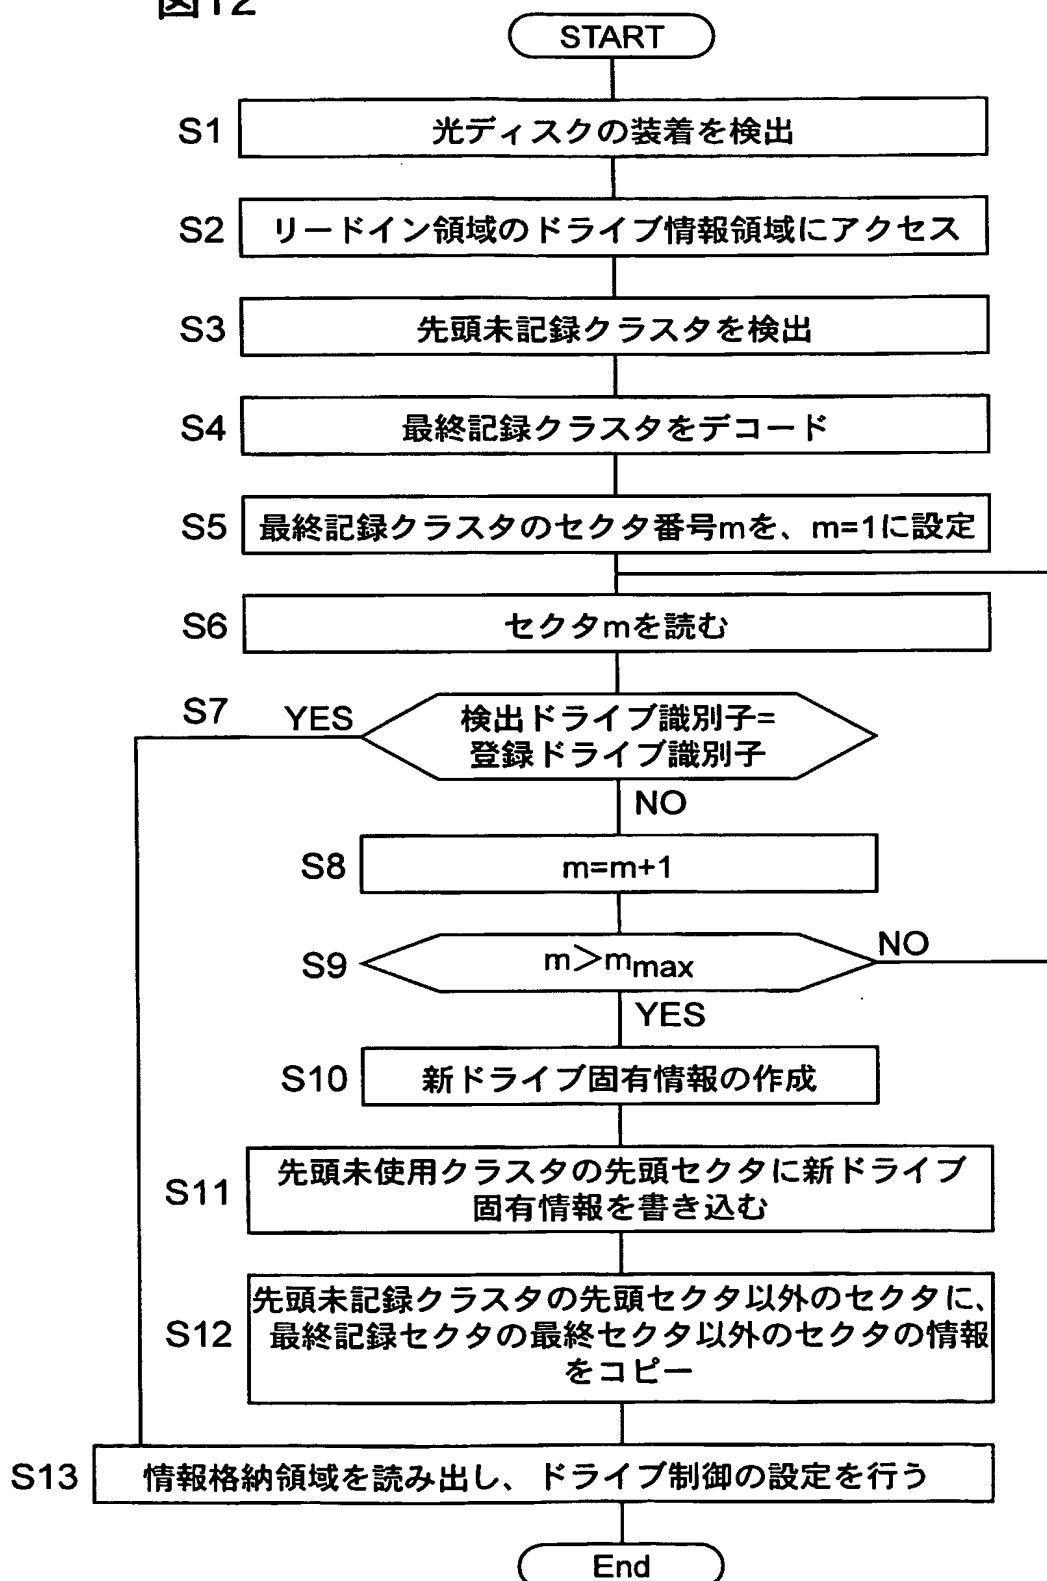 図12
START
S1 光ディスクの装着を検出
S2 リードイン領域のドライブ情報領域にアクセス
S3 先頭未記録クラスタを検出
S4 最終記録クラスタをデコード
S5 最終記録クラスタのセクタ番号mを、m=1に設定
S6 セクタmを読む
S7 YES 検出ドライブ識別子=
登録ドライブ識別子
NO
S8 m=m+1
S9 m>mmax NO
YES
S10 新ドライブ固有情報の作成
S11 先頭未使用クラスタの先頭セクタに新ドライブ
固有情報を書き込む
S12 先頭未記録クラスタの先頭セクタ以外のセクタに、
最終記録セクタの最終セクタ以外のセクタの情報
をコピー
S13 情報格納領域を読み出し、ドライブ制御の設定を行う
End